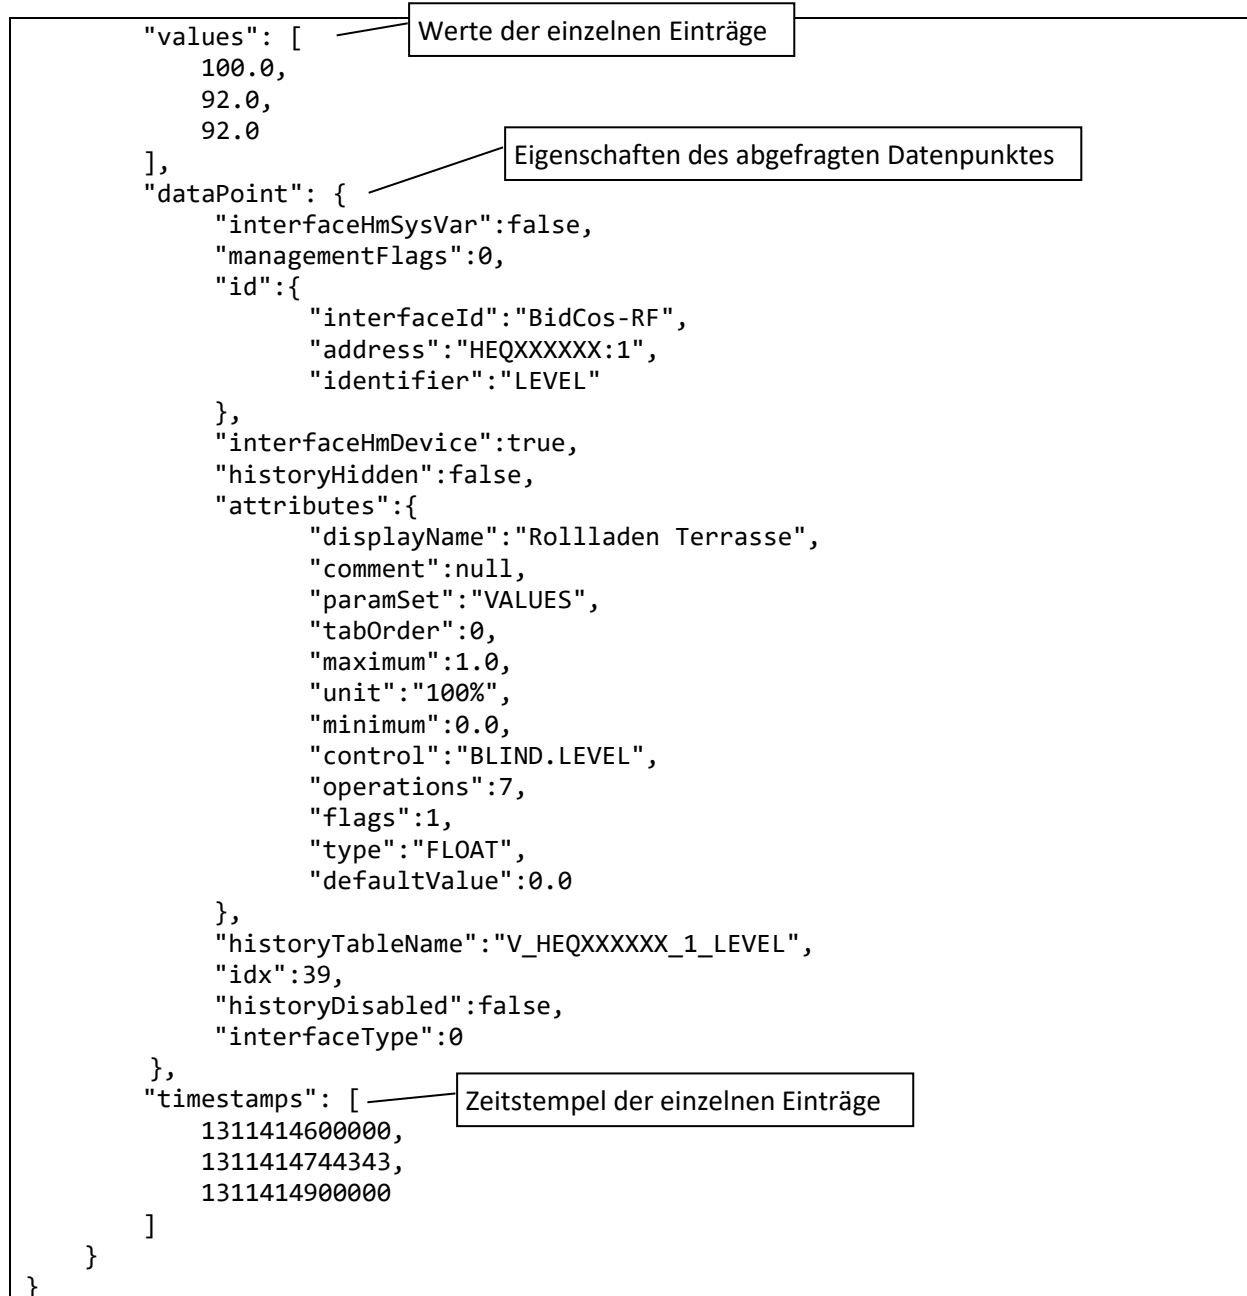 "values": [
Werte der einzelnen Einträge
100.0,
92.0,
92.0
],
Eigenschaften des abgefragten Datenpunktes
"dataPoint": {
"interfaceHmSysVar":false,
"managementFlags":0,
"id":{
"interfaceId":"BidCos-RF",
"address":"HEQXXXXXX:1",
"identifier":"LEVEL"
},
"interfaceHmDevice":true,
"historyHidden":false,
"attributes":{
"displayName":"Rollladen Terrasse",
"comment":null,
"paramSet":"VALUES",
"tabOrder":0,
"maximum":1.0,
"unit":"100%",
"minimum":0.0,
"control":"BLIND.LEVEL",
"operations":7,
"flags":1,
"type":"FLOAT",
"defaultValue":0.0
},
"historyTableName":"V_HEQXXXXXX_1_LEVEL",
"idx":39,
"historyDisabled":false,
"interfaceType":0
},
"timestamps": [
Zeitstempel der einzelnen Einträge
1311414600000,
1311414744343,
1311414900000
]
}
}